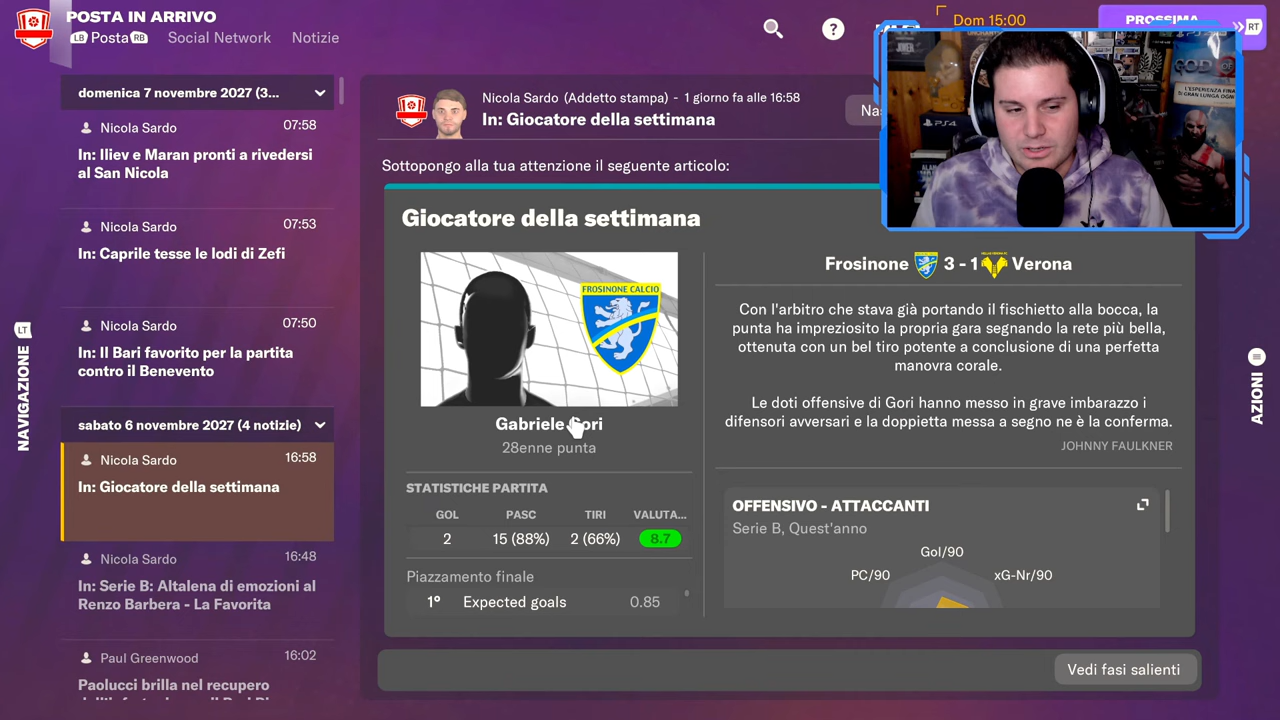 POSTA IN ARRIVO
LB Posta RB Social Network Notizie
Dom 15:00
PROSSIMA
RT
domenica 7 novembre 2027 (3...
Nicola Sardo 07:58
In: Iliev e Maran pronti a rivedersi
al San Nicola
Nicola Sardo 07:53
In: Caprile tesse le lodi di Zefi
Nicola Sardo 07:50
In: Il Bari favorito per la partita
contro il Benevento
sabato 6 novembre 2027 (4 notizie)
Nicola Sardo 16:58
In: Giocatore della settimana
Nicola Sardo 16:48
In: Serie B: Altalena di emozioni al
Renzo Barbera - La Favorita
Paul Greenwood 16:02
Paolucci brilla nel recupero
LT
NAVIGAZIONE
Nicola Sardo (Addetto stampa) - 1 giorno fa alle 16:58
In: Giocatore della settimana
Sottopongo alla tua attenzione il seguente articolo:
Giocatore della settimana
FROSINONE CALCIO
Gabriele Gori
28enne punta
STATISTICHE PARTITA
GOL PASC TIRI VALUTA...
2 15 (88%) 2 (66%) 8.7
Piazzamento finale
1° Expected goals 0.85
Frosinone 3 - 1 Verona
Con l'arbitro che stava già portando il fischietto alla bocca, la
punta ha impreziosito la propria gara segnando la rete più bella,
ottenuta con un bel tiro potente a conclusione di una perfetta
manovra corale.
Le doti offensive di Gori hanno messo in grave imbarazzo i
difensori avversari e la doppietta messa a segno ne è la conferma.
JOHNNY FAULKNER
OFFENSIVO - ATTACCANTI
Serie B, Quest'anno
Gol/90
PC/90 xG-Nr/90
Vedi fasi salienti
AZIONI
PS4
GOD OF
L'ESPERIENZA FINA